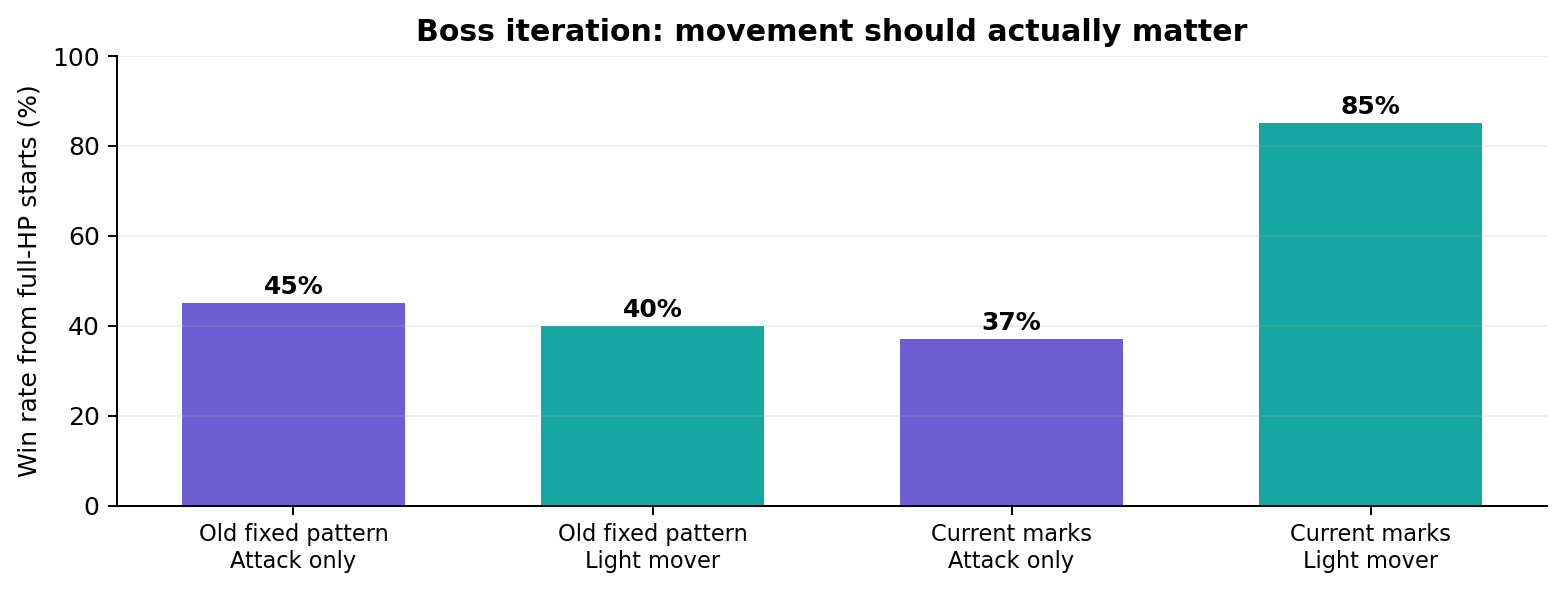 Boss iteration: movement should actually matter
Win rate from full-HP starts (%)
100
80
60
40
20
0
45%
40%
37%
85%
Old fixed pattern
Attack only
Old fixed pattern
Light mover
Current marks
Attack only
Current marks
Light mover